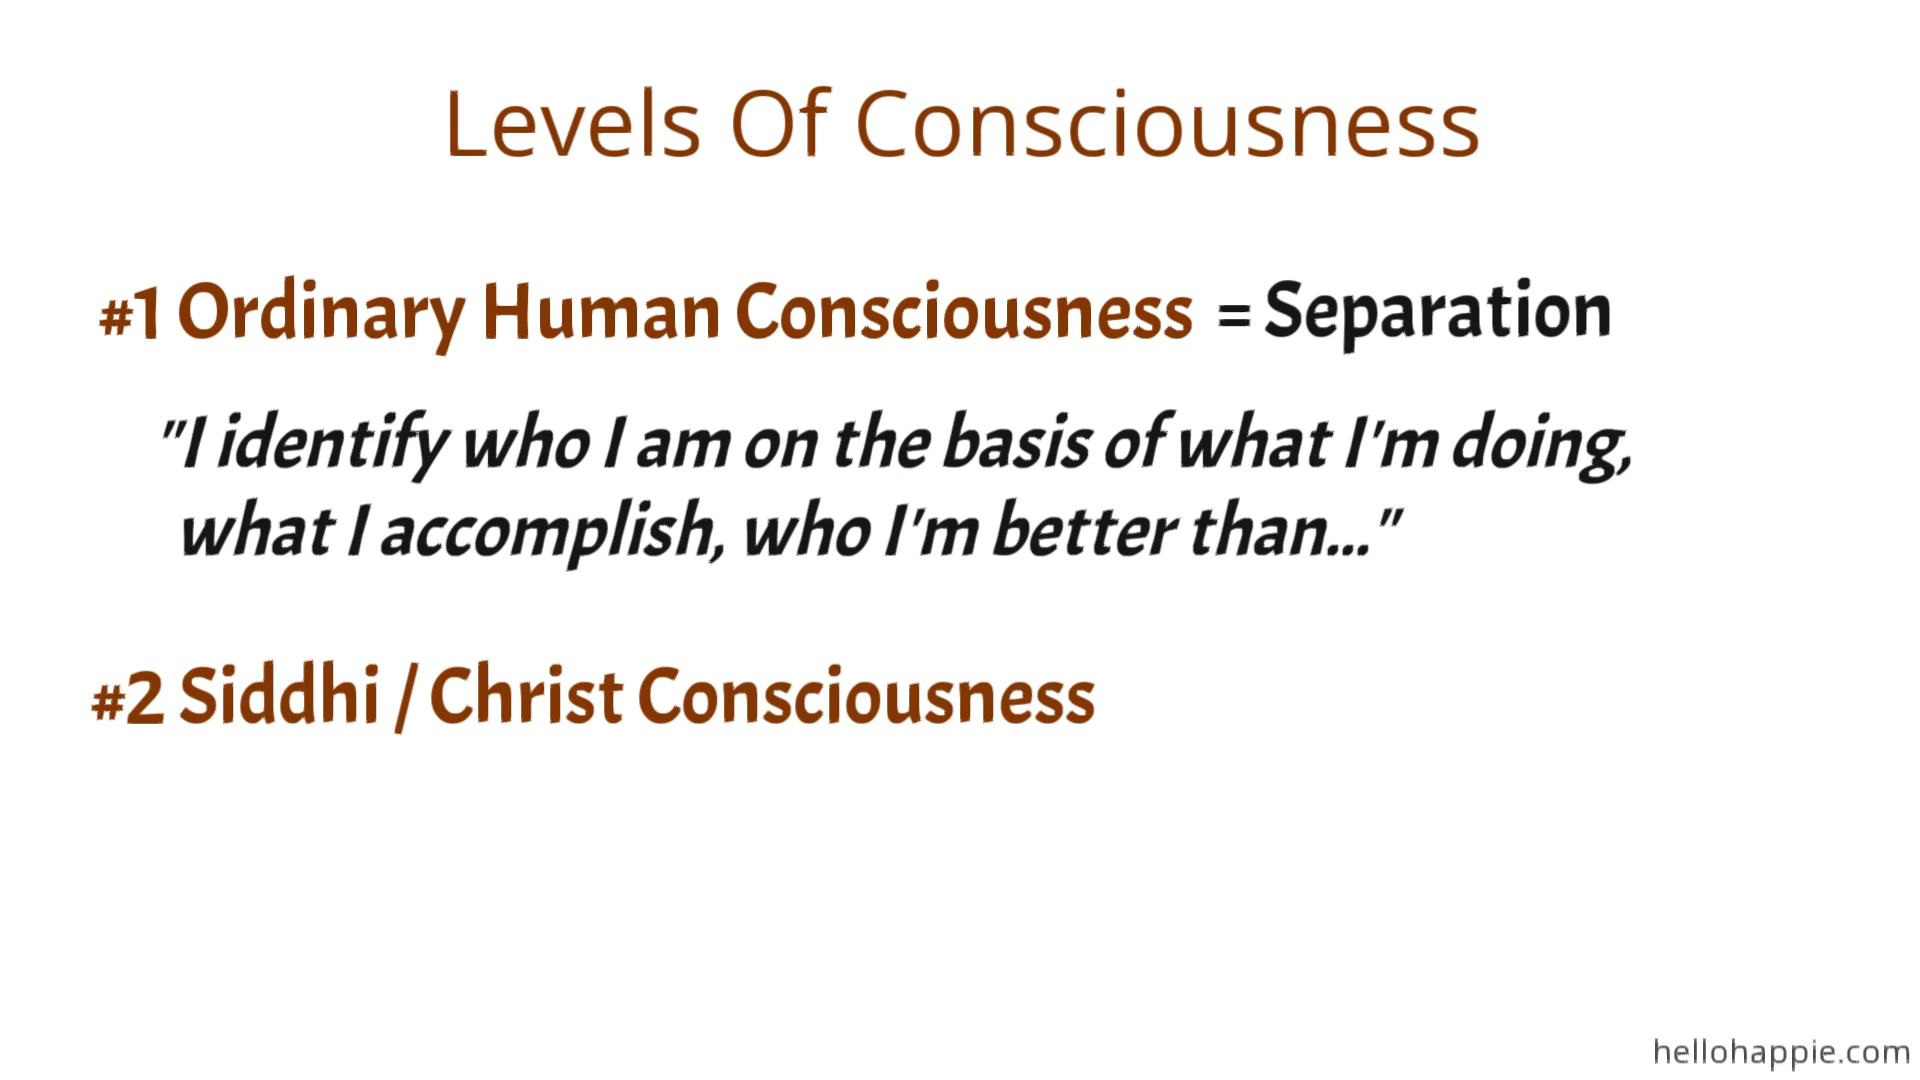 Levels Of Consciousness
#1 Ordinary Human Consciousness = Separation
"I identify who I am on the basis of what I'm doing,
what I accomplish, who I'm better than..."
#2 Siddhi / Christ Consciousness
hellohappie.com